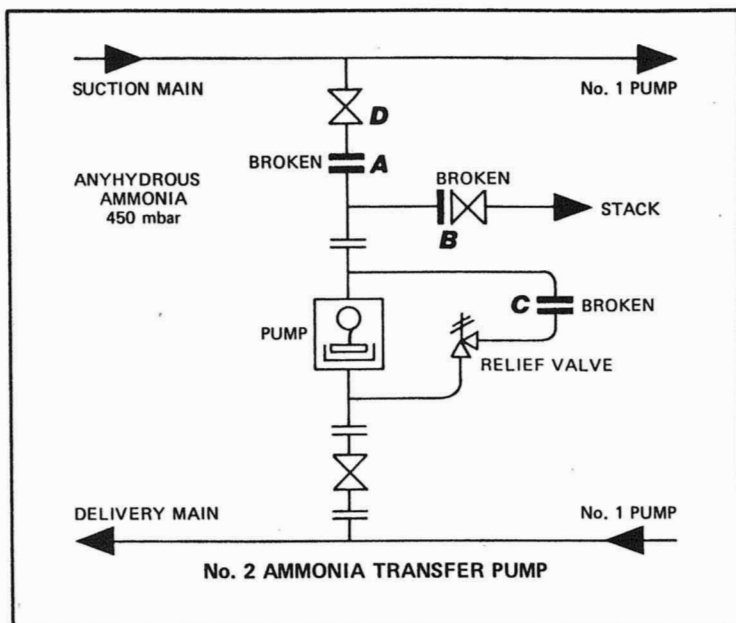 SUCTION MAIN
No. 1 PUMP
D
BROKEN
A
BROKEN
ANYHYDROUS
AMMONIA
450 mbar
STACK
B
C
BROKEN
PUMP
RELIEF VALVE
DELIVERY MAIN
No. 1 PUMP
No. 2 AMMONIA TRANSFER PUMP